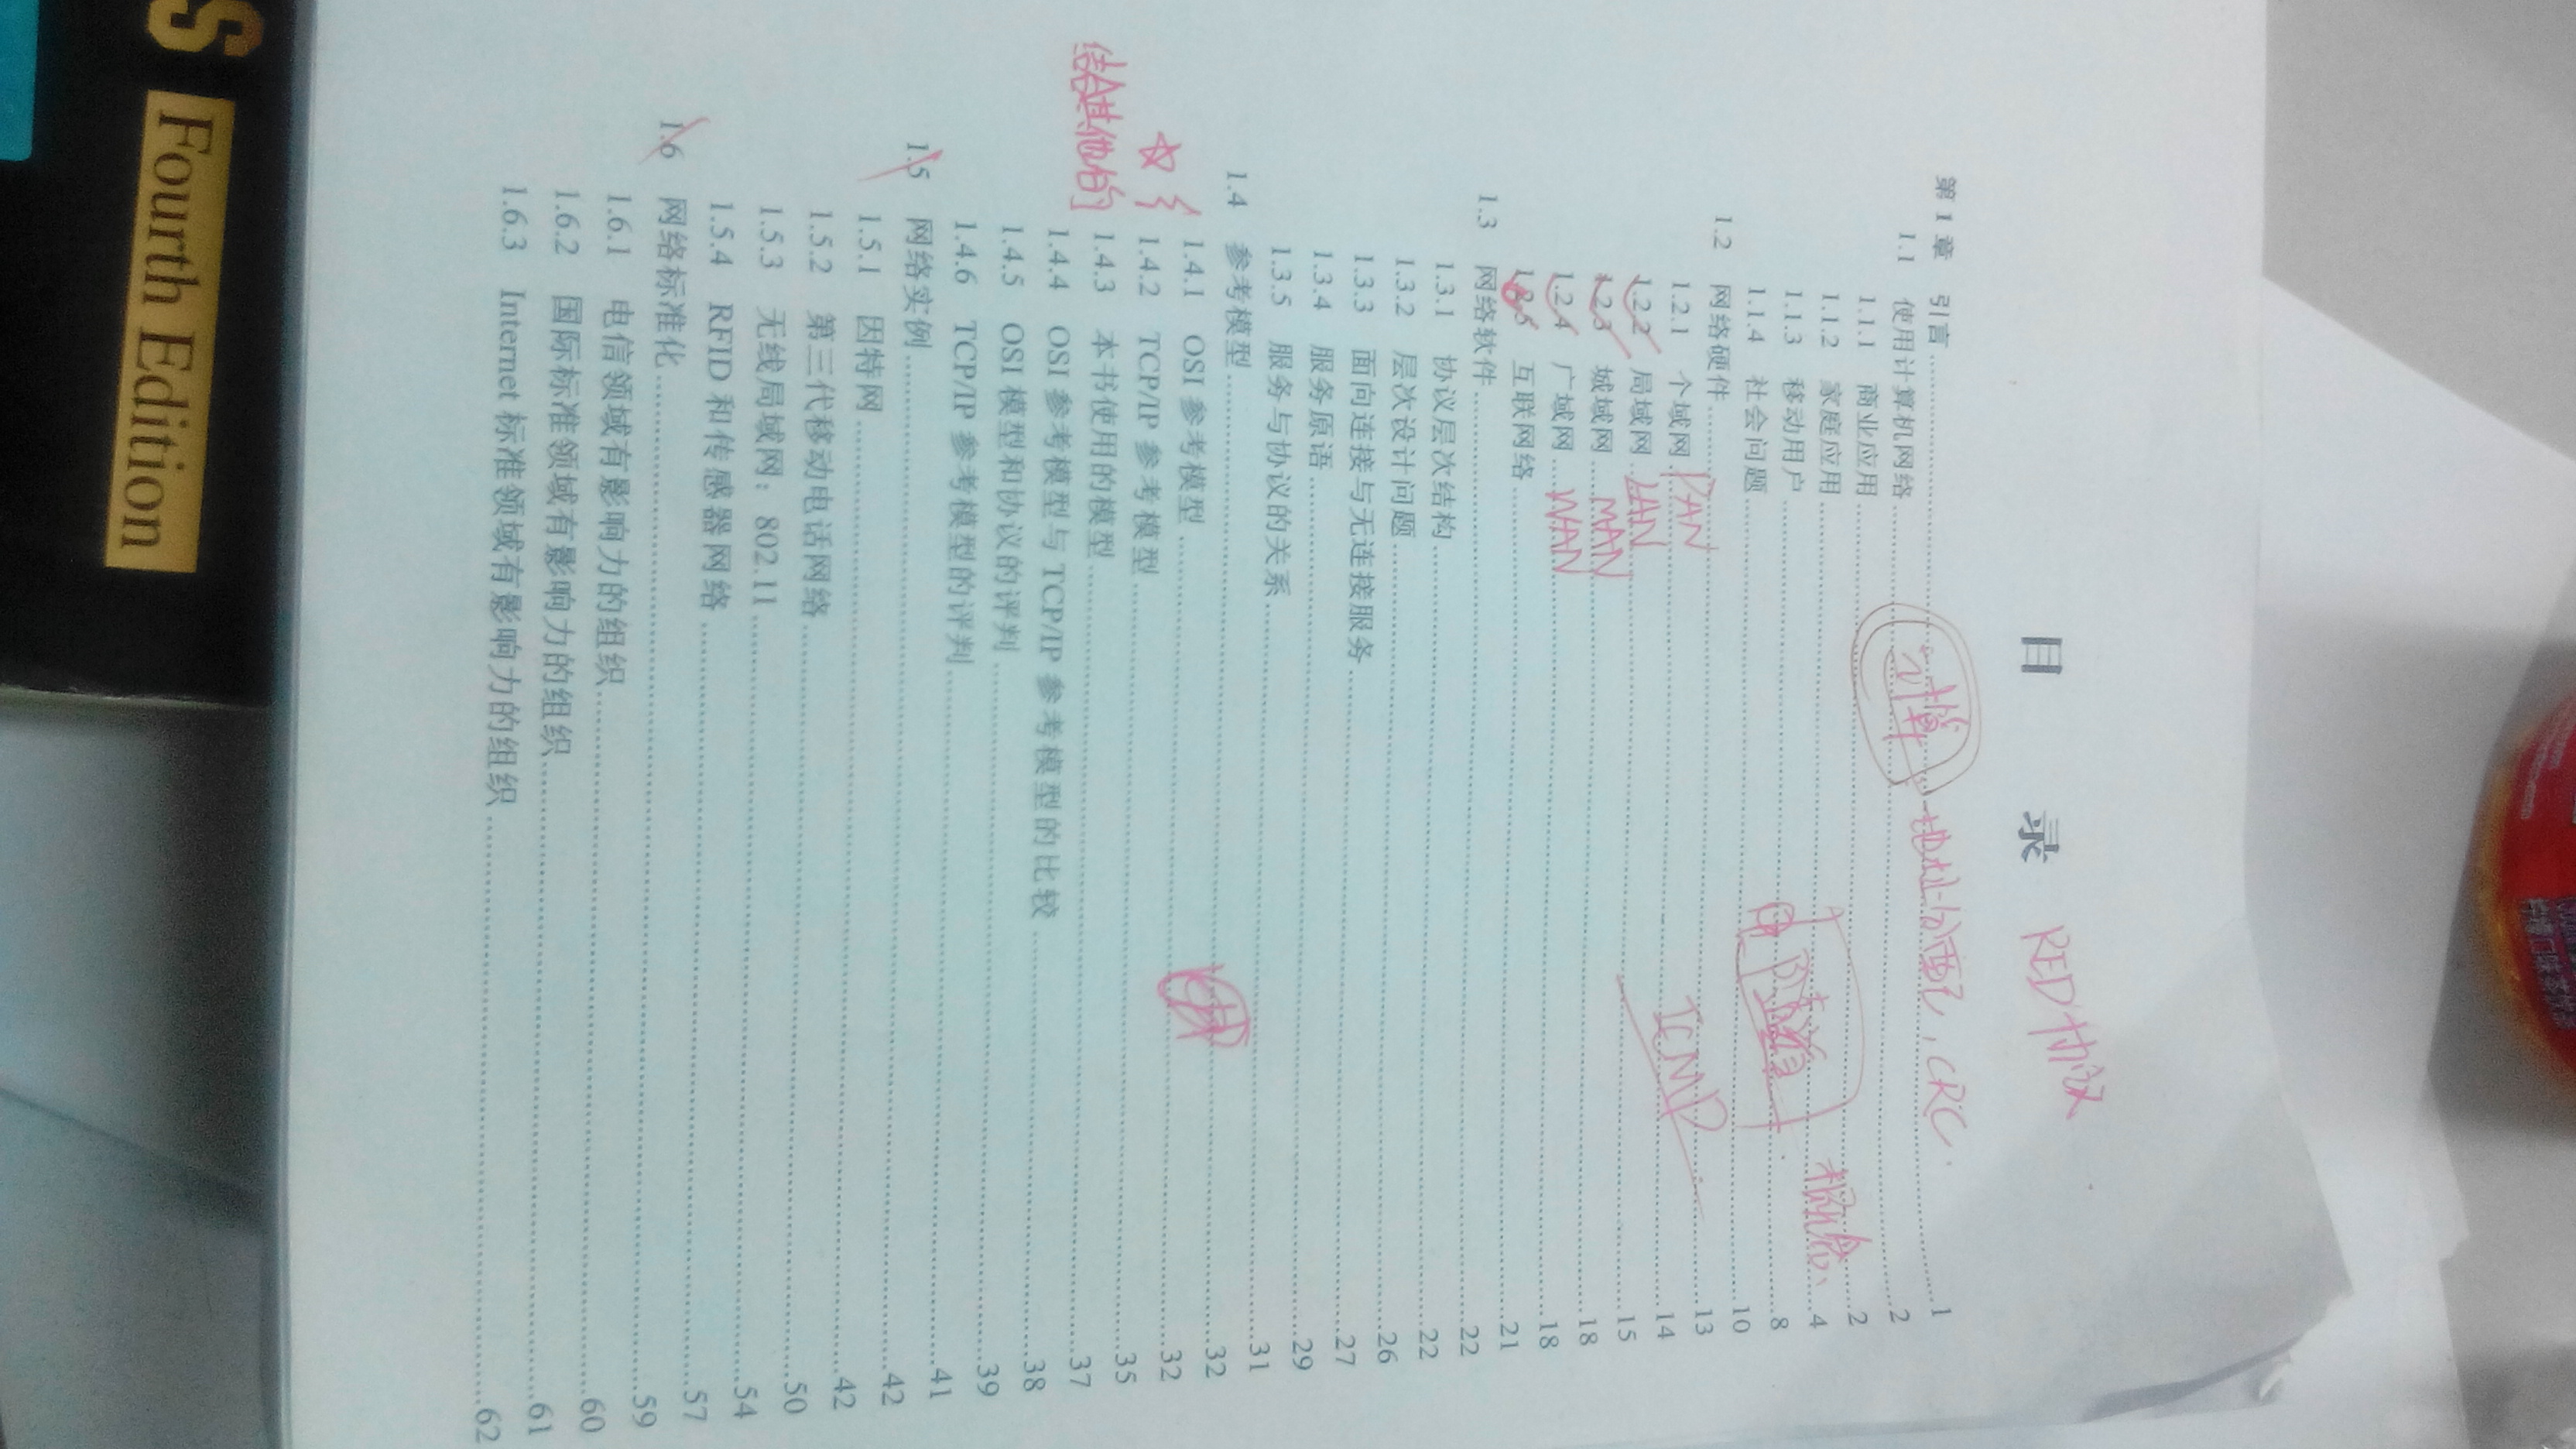 目 录
RED 协议
第 1 章 引言 1
计算
地址分配, CRC.
1.1 使用计算机网络 2
1.1.1 商业应用 2
1.1.2 家庭应用 4
1.1.3 移动用户 8
1.1.4 社会问题 10
1.2 网络硬件 13
ICMP
1.2.1 个域网 14
PAN
1.2.2 局域网 15
LAN
1.2.3 城域网 18
MAN
1.2.4 广域网 18
WAN
1.2.5 互联网络 21
1.3 网络软件 22
1.3.1 协议层次结构 22
1.3.2 层次设计问题 26
1.3.3 面向连接与无连接服务 27
1.3.4 服务原语 29
1.3.5 服务与协议的关系 31
1.4 参考模型 32
1.4.1 OSI 参考模型 32
1.4.2 TCP/IP 参考模型 35
1.4.3 本书使用的模型 37
1.4.4 OSI 参考模型与 TCP/IP 参考模型的比较 38
1.4.5 OSI 模型和协议的评判 39
1.4.6 TCP/IP 参考模型的评判 41
1.5 网络实例 42
1.5.1 因特网 42
1.5.2 第三代移动电话网络 50
1.5.3 无线局域网：802.11 54
1.5.4 RFID 和传感器网络 57
1.6 网络标准化 59
1.6.1 电信领域有影响力的组织 60
1.6.2 国际标准领域有影响力的组织 61
1.6.3 Internet 标准领域有影响力的组织 62
S
Fourth Edition